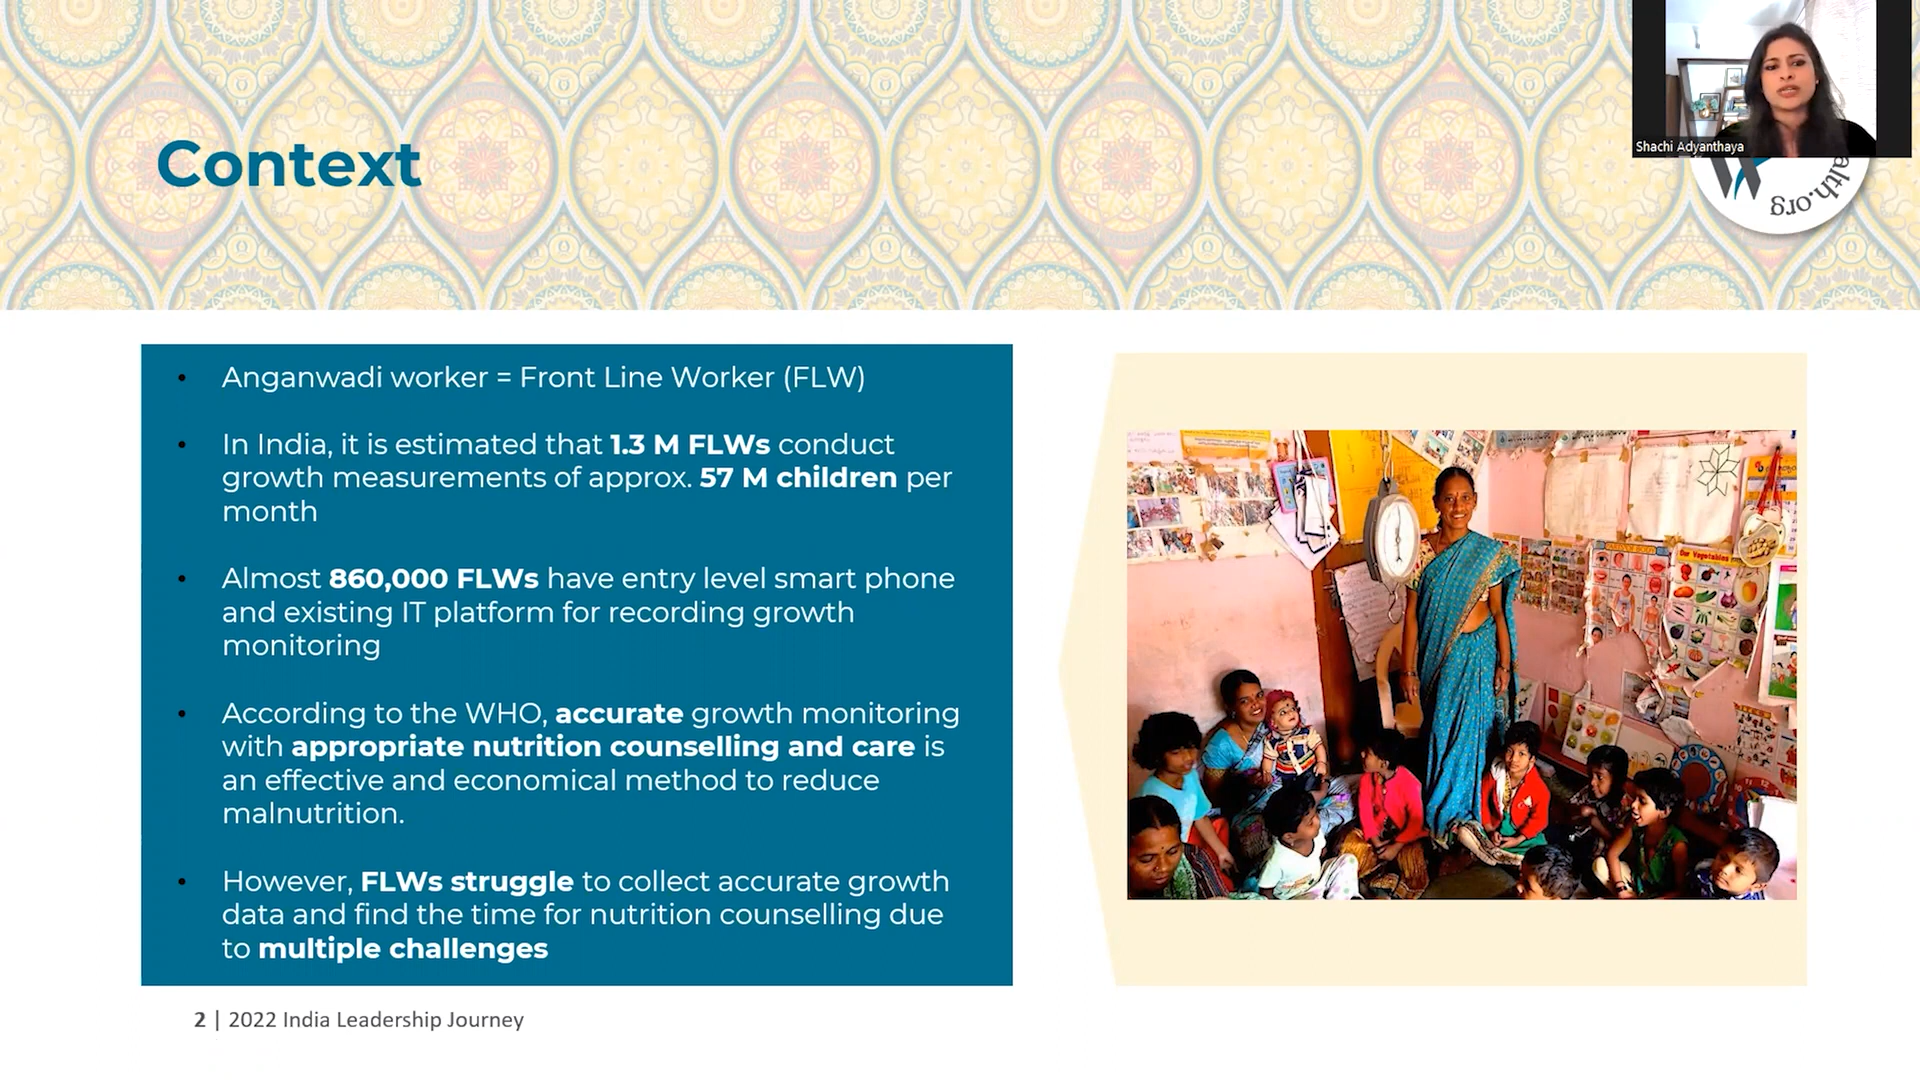 Shachi Adyanthaya
alth.org
Context
• Anganwadi worker = Front Line Worker (FLW)
• In India, it is estimated that 1.3 M FLWs conduct
growth measurements of approx. 57 M children per
month
• Almost 860,000 FLWs have entry level smart phone
and existing IT platform for recording growth
monitoring
• According to the WHO, accurate growth monitoring
with appropriate nutrition counselling and care is
an effective and economical method to reduce
malnutrition.
• However, FLWs struggle to collect accurate growth
data and find the time for nutrition counselling due
to multiple challenges
Our Vegetables
2 | 2022 India Leadership Journey